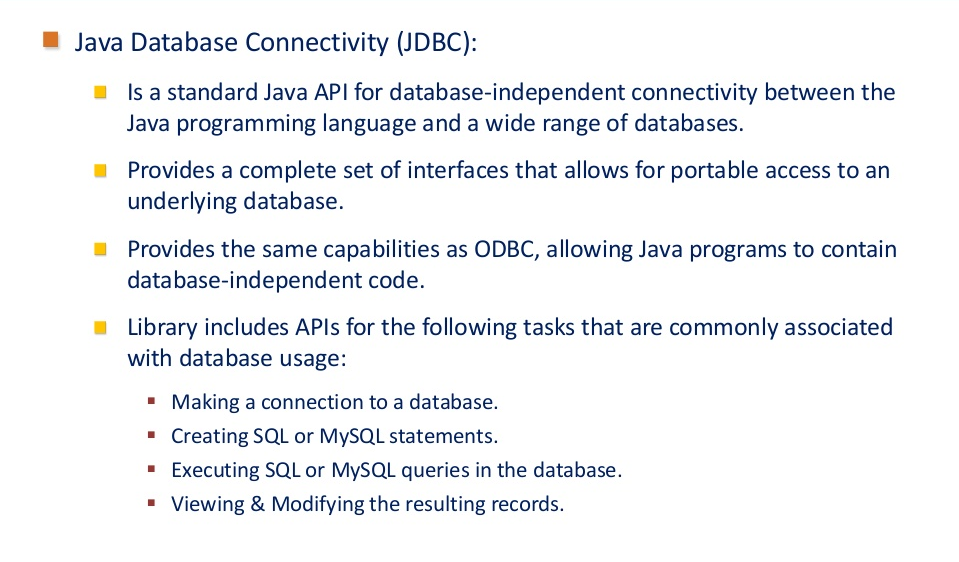 Java Database Connectivity (JDBC):
Is a standard Java API for database-independent connectivity between the
Java programming language and a wide range of databases.
Provides a complete set of interfaces that allows for portable access to an
underlying database.
Provides the same capabilities as ODBC, allowing Java programs to contain
database-independent code.
Library includes APIs for the following tasks that are commonly associated
with database usage:
Making a connection to a database.
Creating SQL or MySQL statements.
Executing SQL or MySQL queries in the database.
Viewing & Modifying the resulting records.